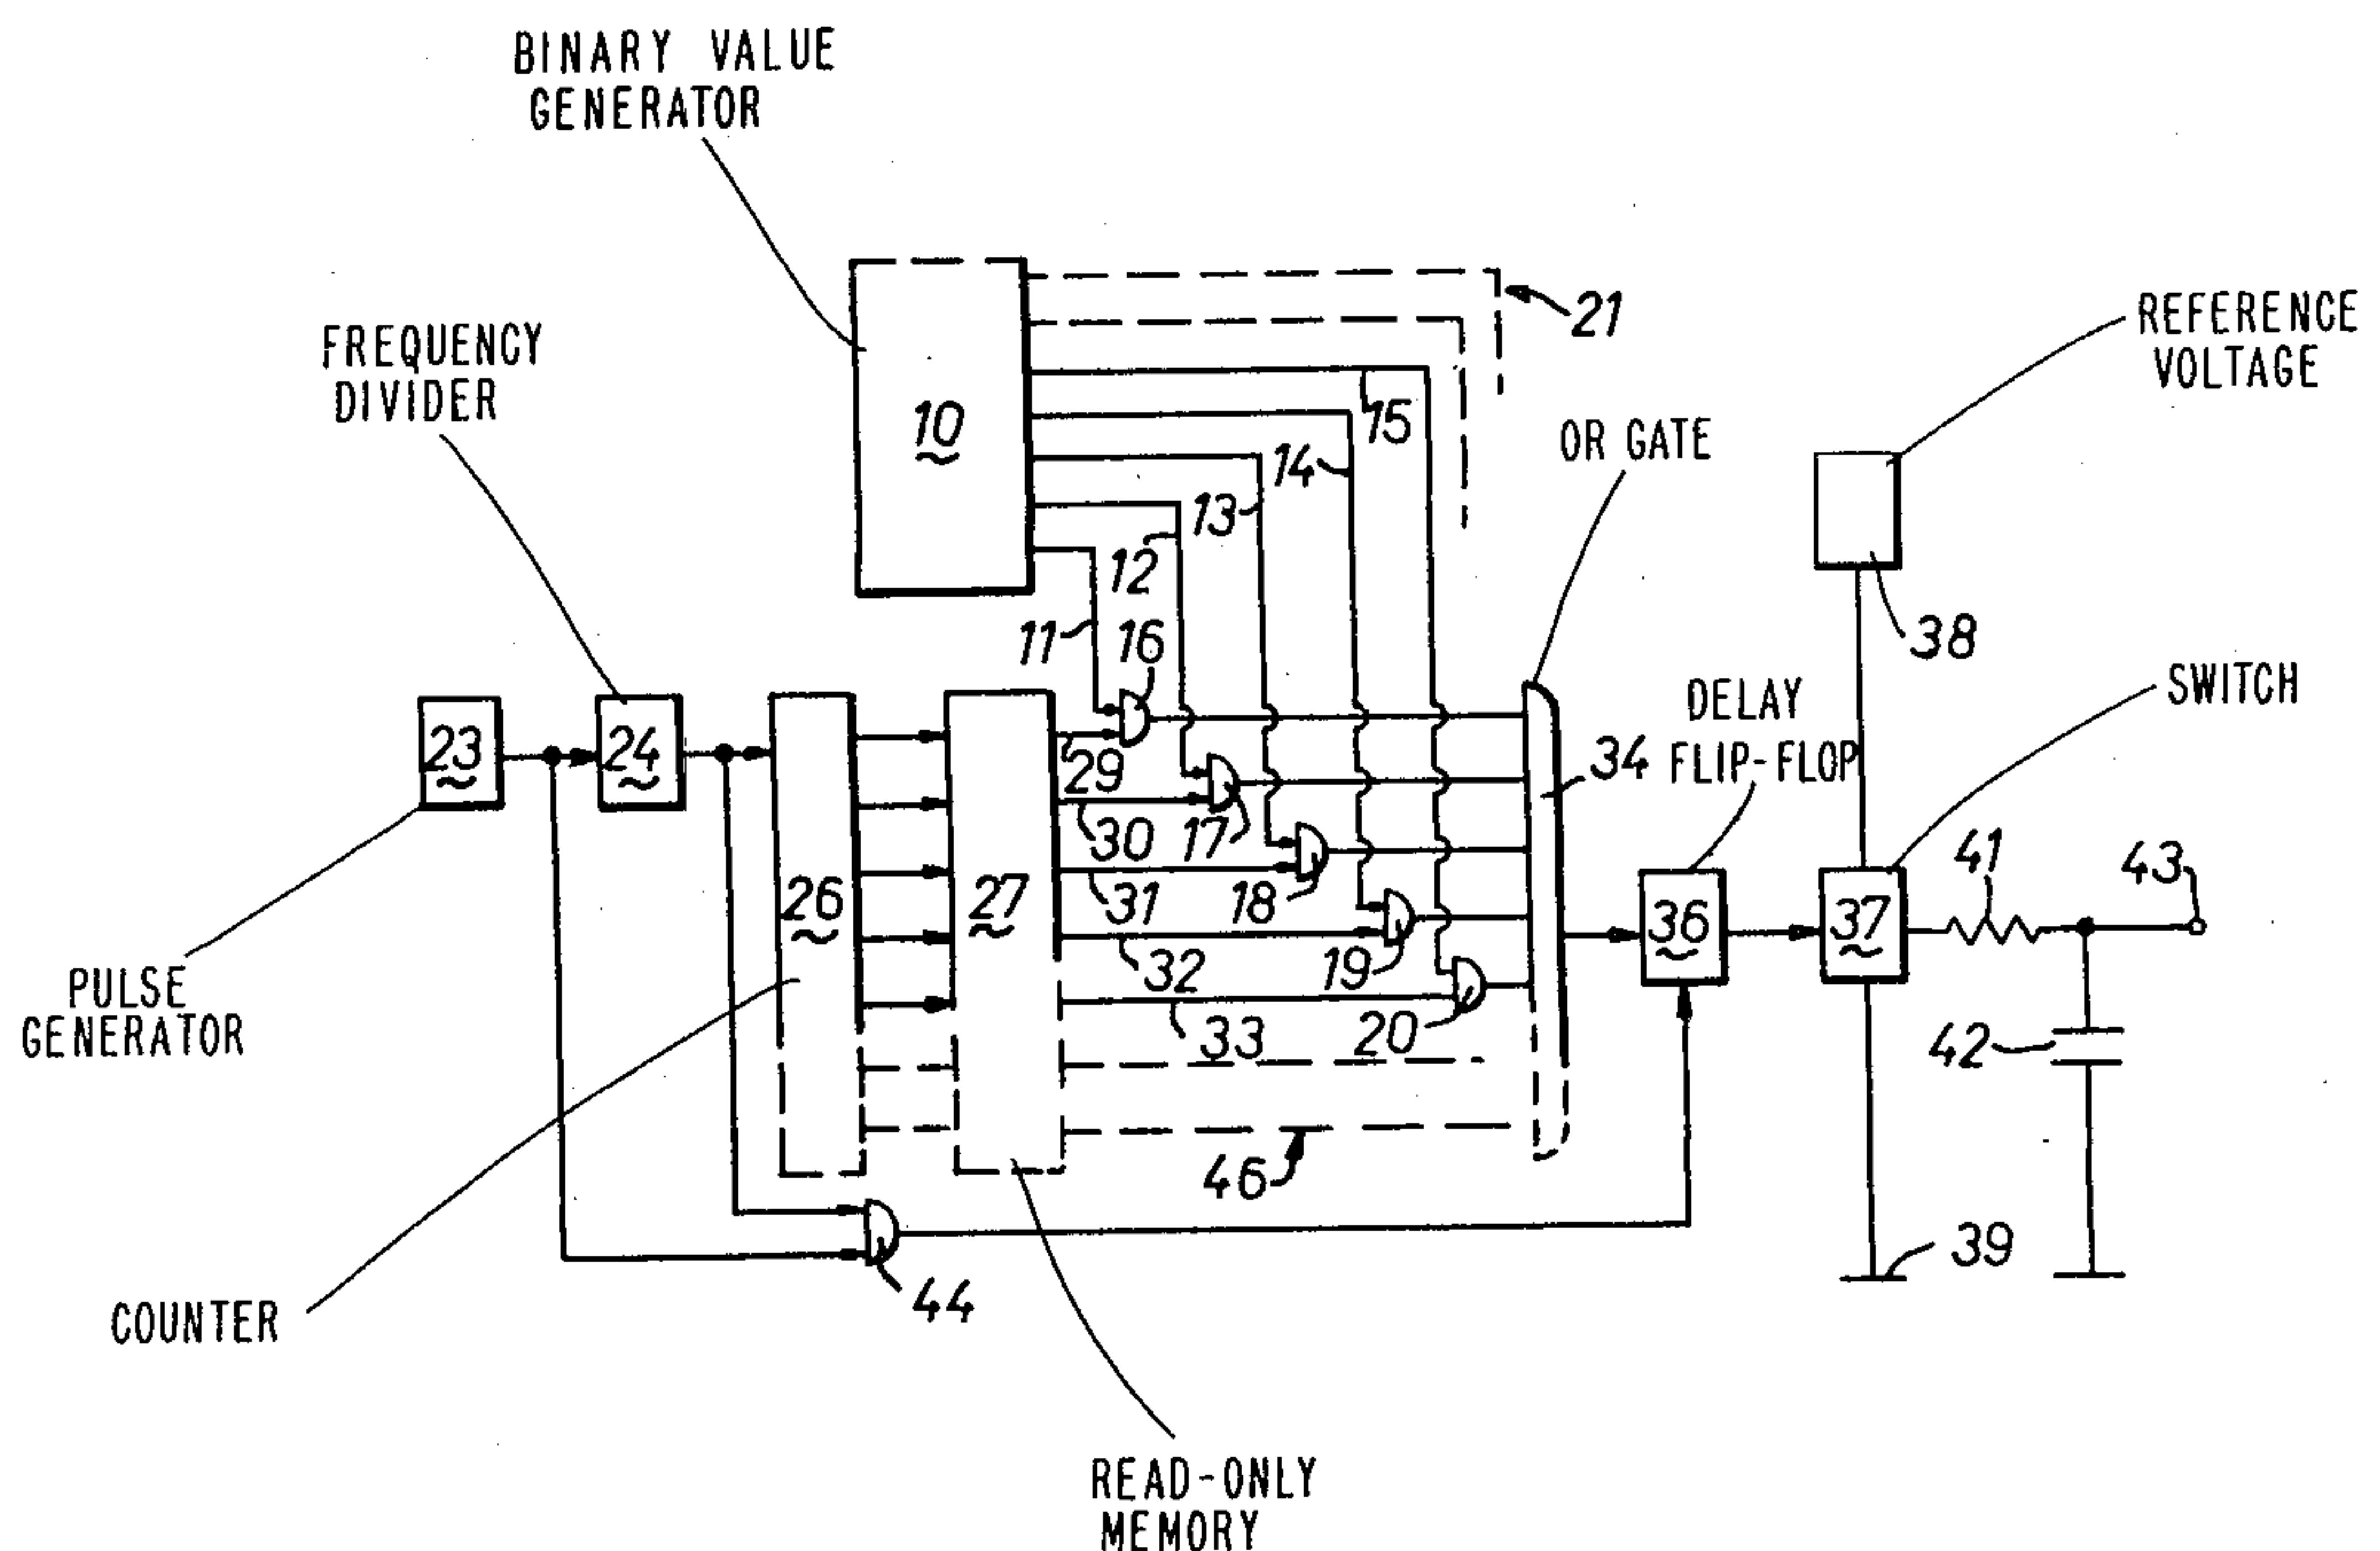 BINARY VALUE
GENERATOR
FREQUENCY
DIVIDER
21
REFERENCE
VOLTAGE
10
15
OR GATE
14
13
12
11
16
38
SWITCH
DELAY
FLIP-FLOP
23
24
29
34
30
17
41
43
26
27
31
18
36
37
PULSE
GENERATOR
32
19
33
20
42
46
39
44
COUNTER
READ-ONLY
MEMORY